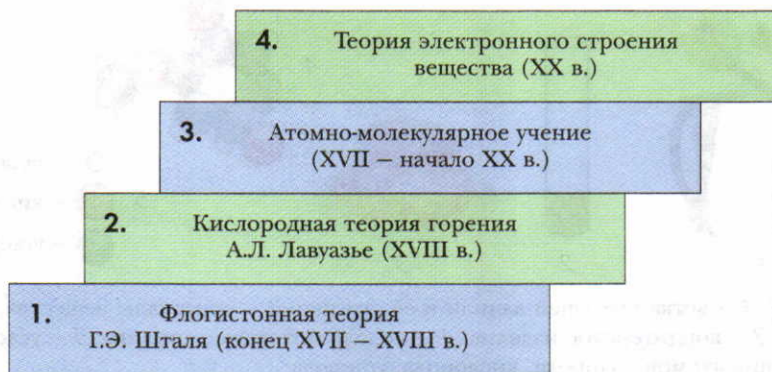 4. Теория электронного строения
вещества (XX в.)
3. Атомно-молекулярное учение
(XVII – начало XX в.)
2. Кислородная теория горения
А.Л. Лавуазье (XVIII в.)
1. Флогистонная теория
Г.Э. Шталя (конец XVII – XVIII в.)